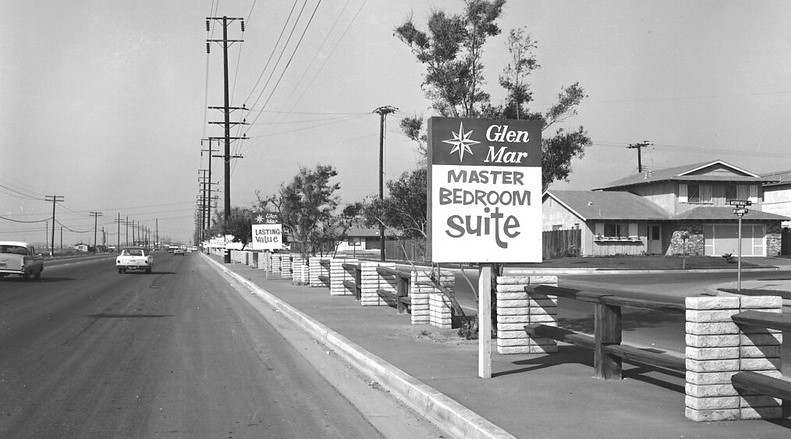 Glen
Mar
MASTER
BEDROOM
suite
Glen Mar
LASTING
VALUE